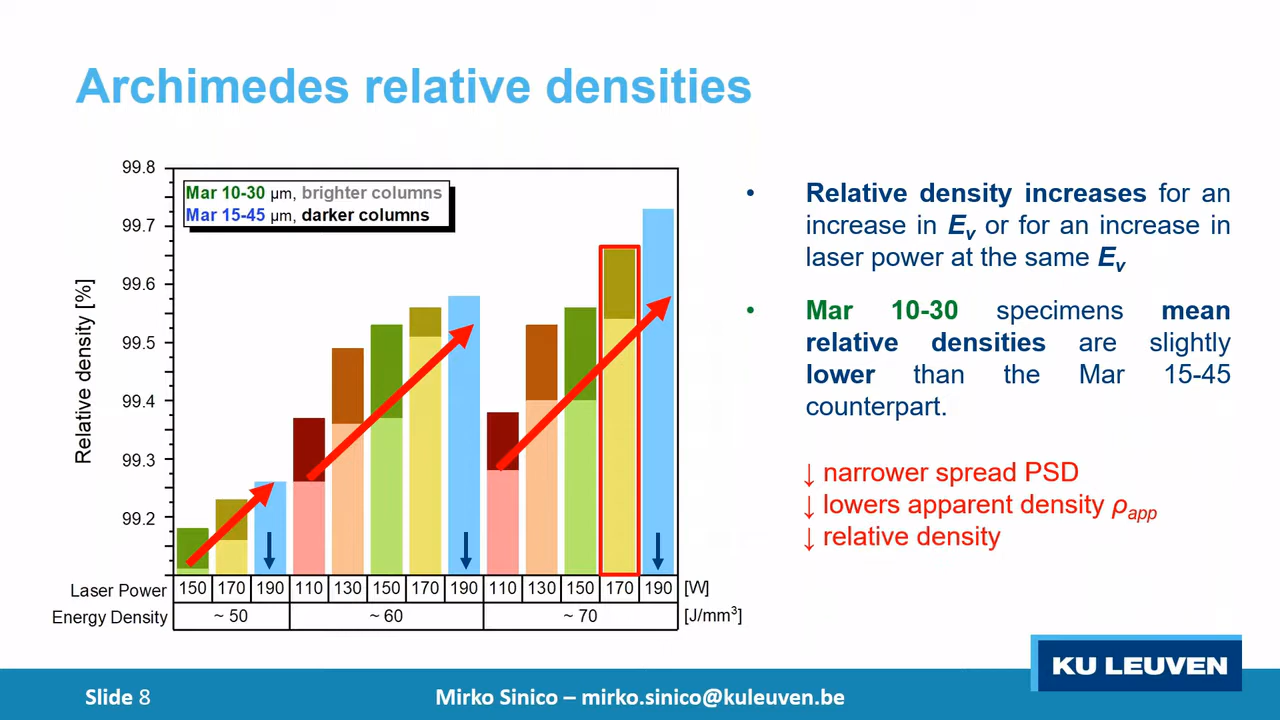 Archimedes relative densities
99.8
99.7
99.6
99.5
99.4
99.3
99.2
Relative density [%]
Mar 10-30 µm, brighter columns
Mar 15-45 µm, darker columns
Laser Power 150 170 190 110 130 150 170 190 110 130 150 170 190 [W]
Energy Density ~ 50 ~ 60 ~ 70 [J/mm³]
• Relative density increases for an
increase in Ev or for an increase in
laser power at the same Ev
• Mar 10-30 specimens mean
relative densities are slightly
lower than the Mar 15-45
counterpart.
↓ narrower spread PSD
↓ lowers apparent density ρapp
↓ relative density
KU LEUVEN
Slide 8
Mirko Sinico – mirko.sinico@kuleuven.be